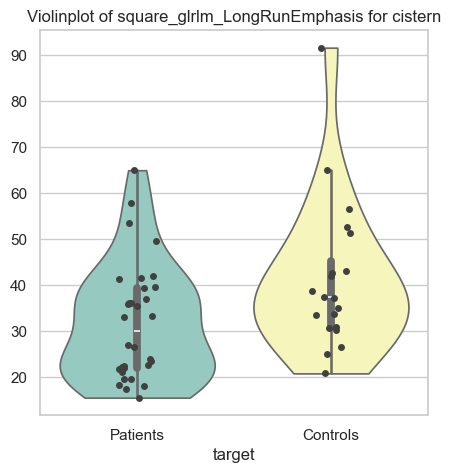 Violinplot of square_glrlm_LongRunEmphasis for cistern
90
80
70
60
50
40
30
20
Patients
Controls
target